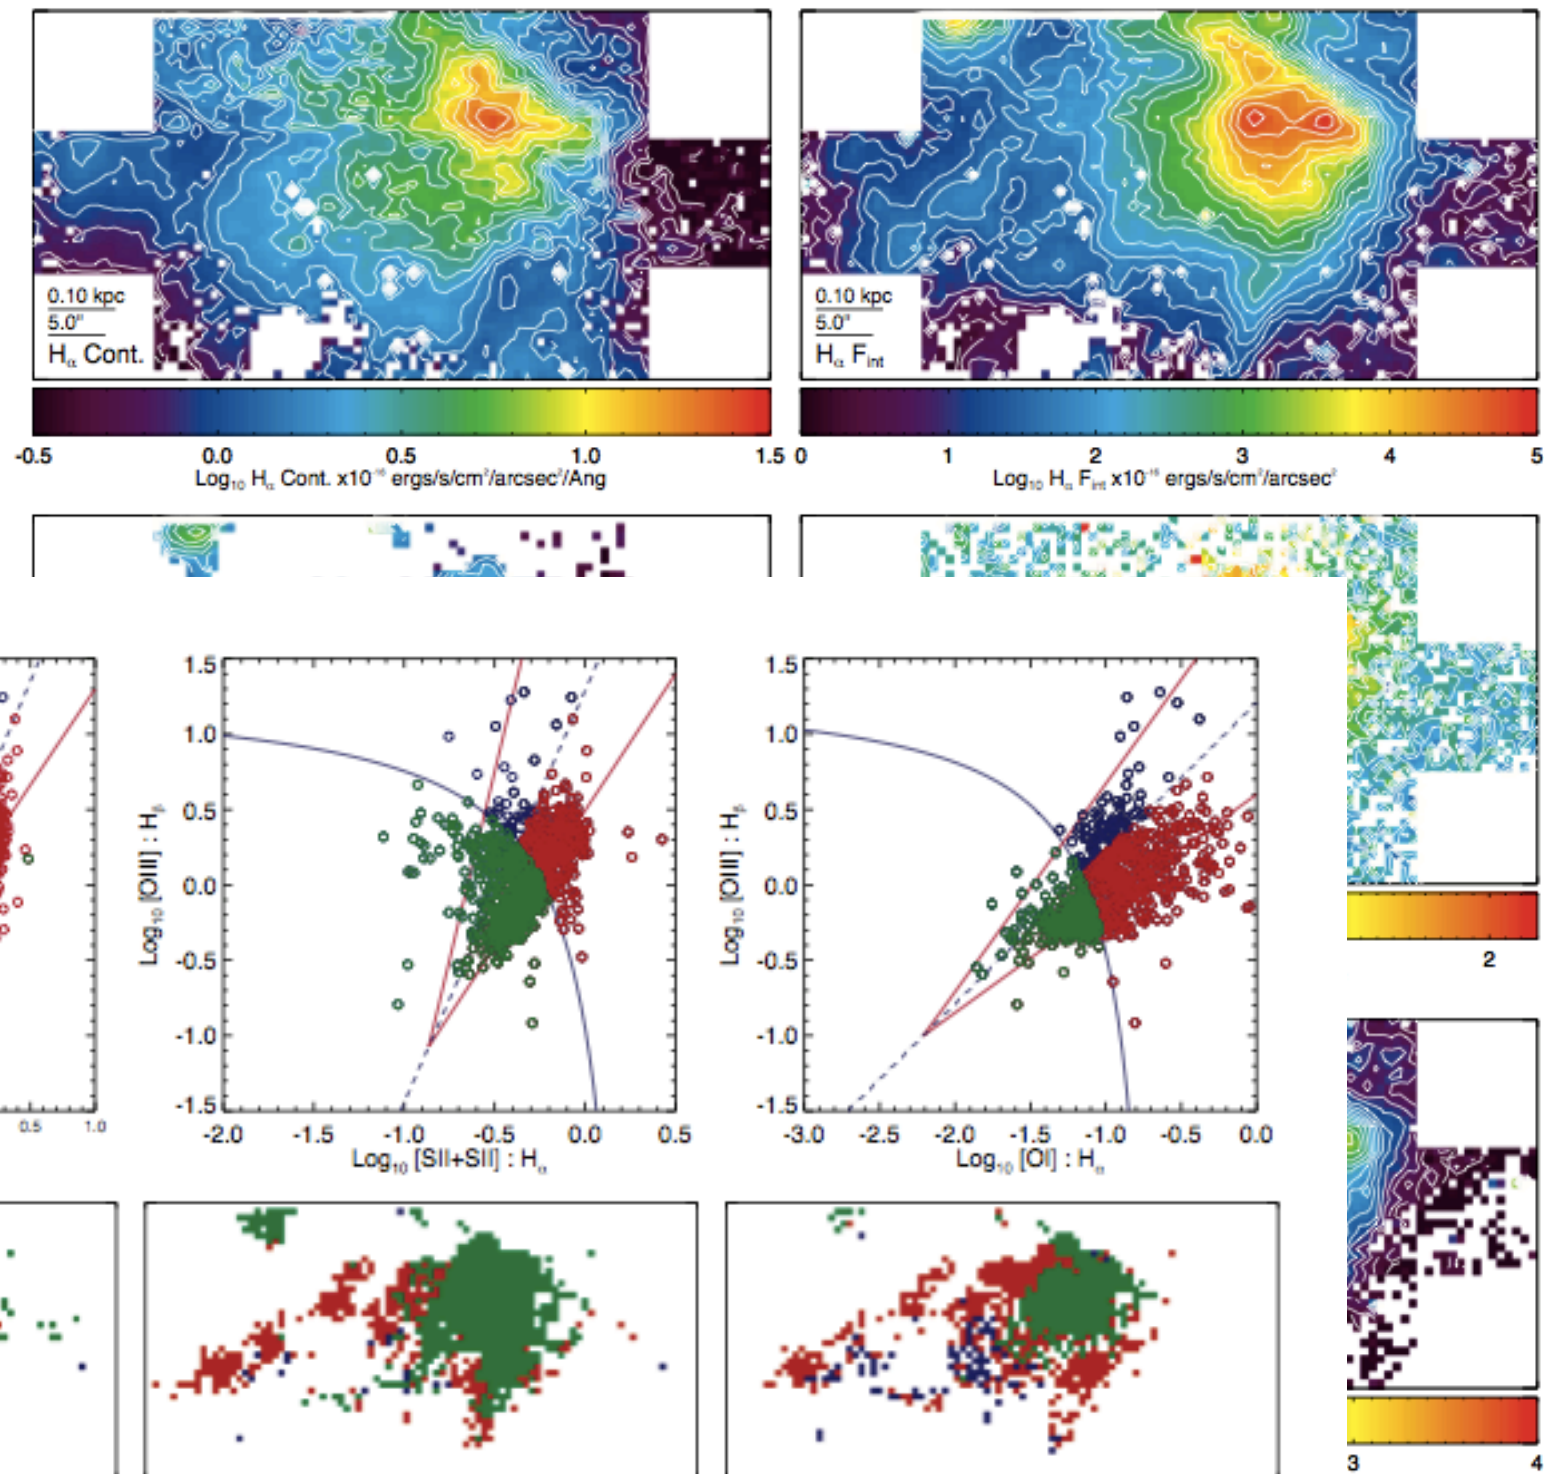 0.10 kpc
5.0"
Hα Cont.
-0.5 0.0 0.5 1.0 1.5
Log₁₀ Hα Cont. x10⁻¹⁶ ergs/s/cm²/arcsec²/Ang
0.10 kpc
5.0"
Hα Fint
0 1 2 3 4 5
Log₁₀ Hα Fint x10⁻¹⁶ ergs/s/cm²/arcsec²
0.5 1.0
1.5
1.0
0.5
0.0
-0.5
-1.0
-1.5
Log₁₀ [OIII] : Hβ
-2.0 -1.5 -1.0 -0.5 0.0 0.5
Log₁₀ [SII+SII] : Hα
1.5
1.0
0.5
0.0
-0.5
-1.0
-1.5
Log₁₀ [OIII] : Hβ
-3.0 -2.5 -2.0 -1.5 -1.0 -0.5 0.0
Log₁₀ [OI] : Hα
2
3 4